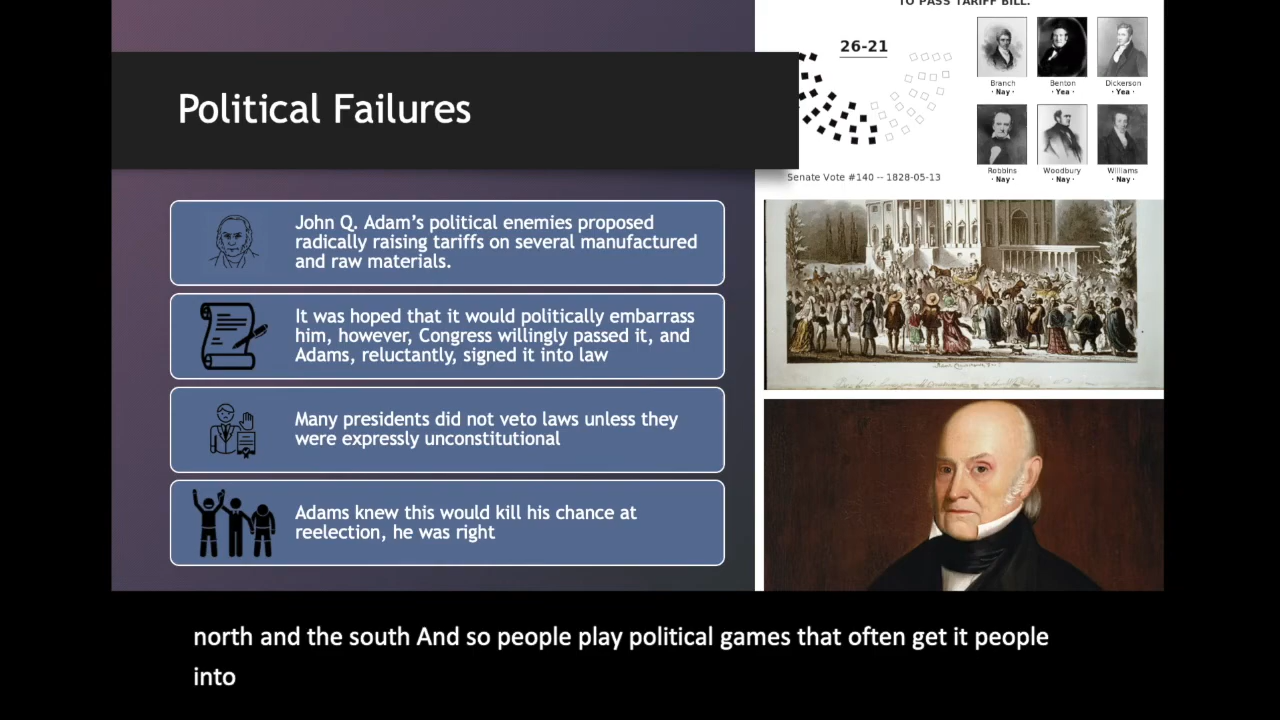 TO PASS TARIFF BILL.
26-21
Branch
· Nay ·
Benton
· Yea ·
Dickerson
· Yea ·
Robbins
· Nay ·
Woodbury
· Nay ·
Williams
· Nay ·
Senate Vote #140 -- 1828-05-13
Political Failures
John Q. Adam's political enemies proposed
radically raising tariffs on several manufactured
and raw materials.
It was hoped that it would politically embarrass
him, however, Congress willingly passed it, and
Adams, reluctantly, signed it into law
Many presidents did not veto laws unless they
were expressly unconstitutional
Adams knew this would kill his chance at
reelection, he was right
north and the south And so people play political games that often get it people
into